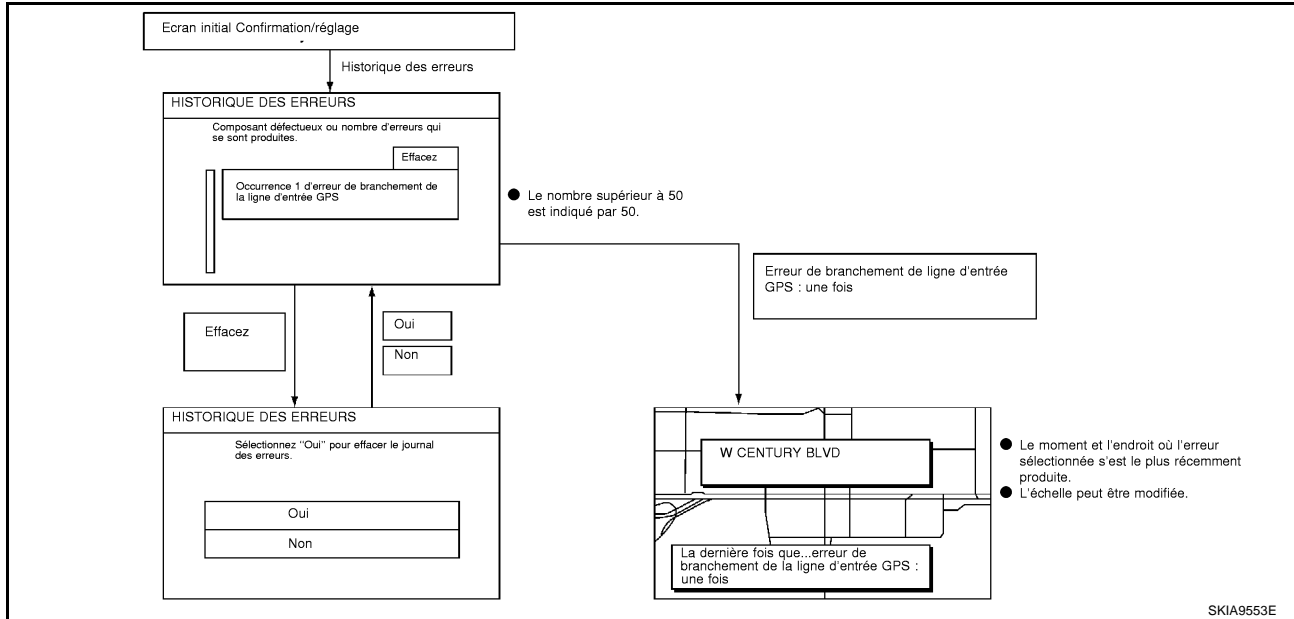 Ecran initial Confirmation/réglage
Historique des erreurs
HISTORIQUE DES ERREURS
Composant défectueux ou nombre d'erreurs qui
se sont produites.
Effacez
Occurrence 1 d'erreur de branchement de
la ligne d'entrée GPS
● Le nombre supérieur à 50
est indiqué par 50.
Erreur de branchement de ligne d'entrée
GPS : une fois
Effacez
Oui
Non
HISTORIQUE DES ERREURS
Sélectionnez "Oui" pour effacer le journal
des erreurs.
Oui
Non
W CENTURY BLVD
La dernière fois que...erreur de
branchement de la ligne d'entrée GPS :
une fois
● Le moment et l'endroit où l'erreur
sélectionnée s'est le plus récemment
produite.
● L'échelle peut être modifiée.
SKIA9553E